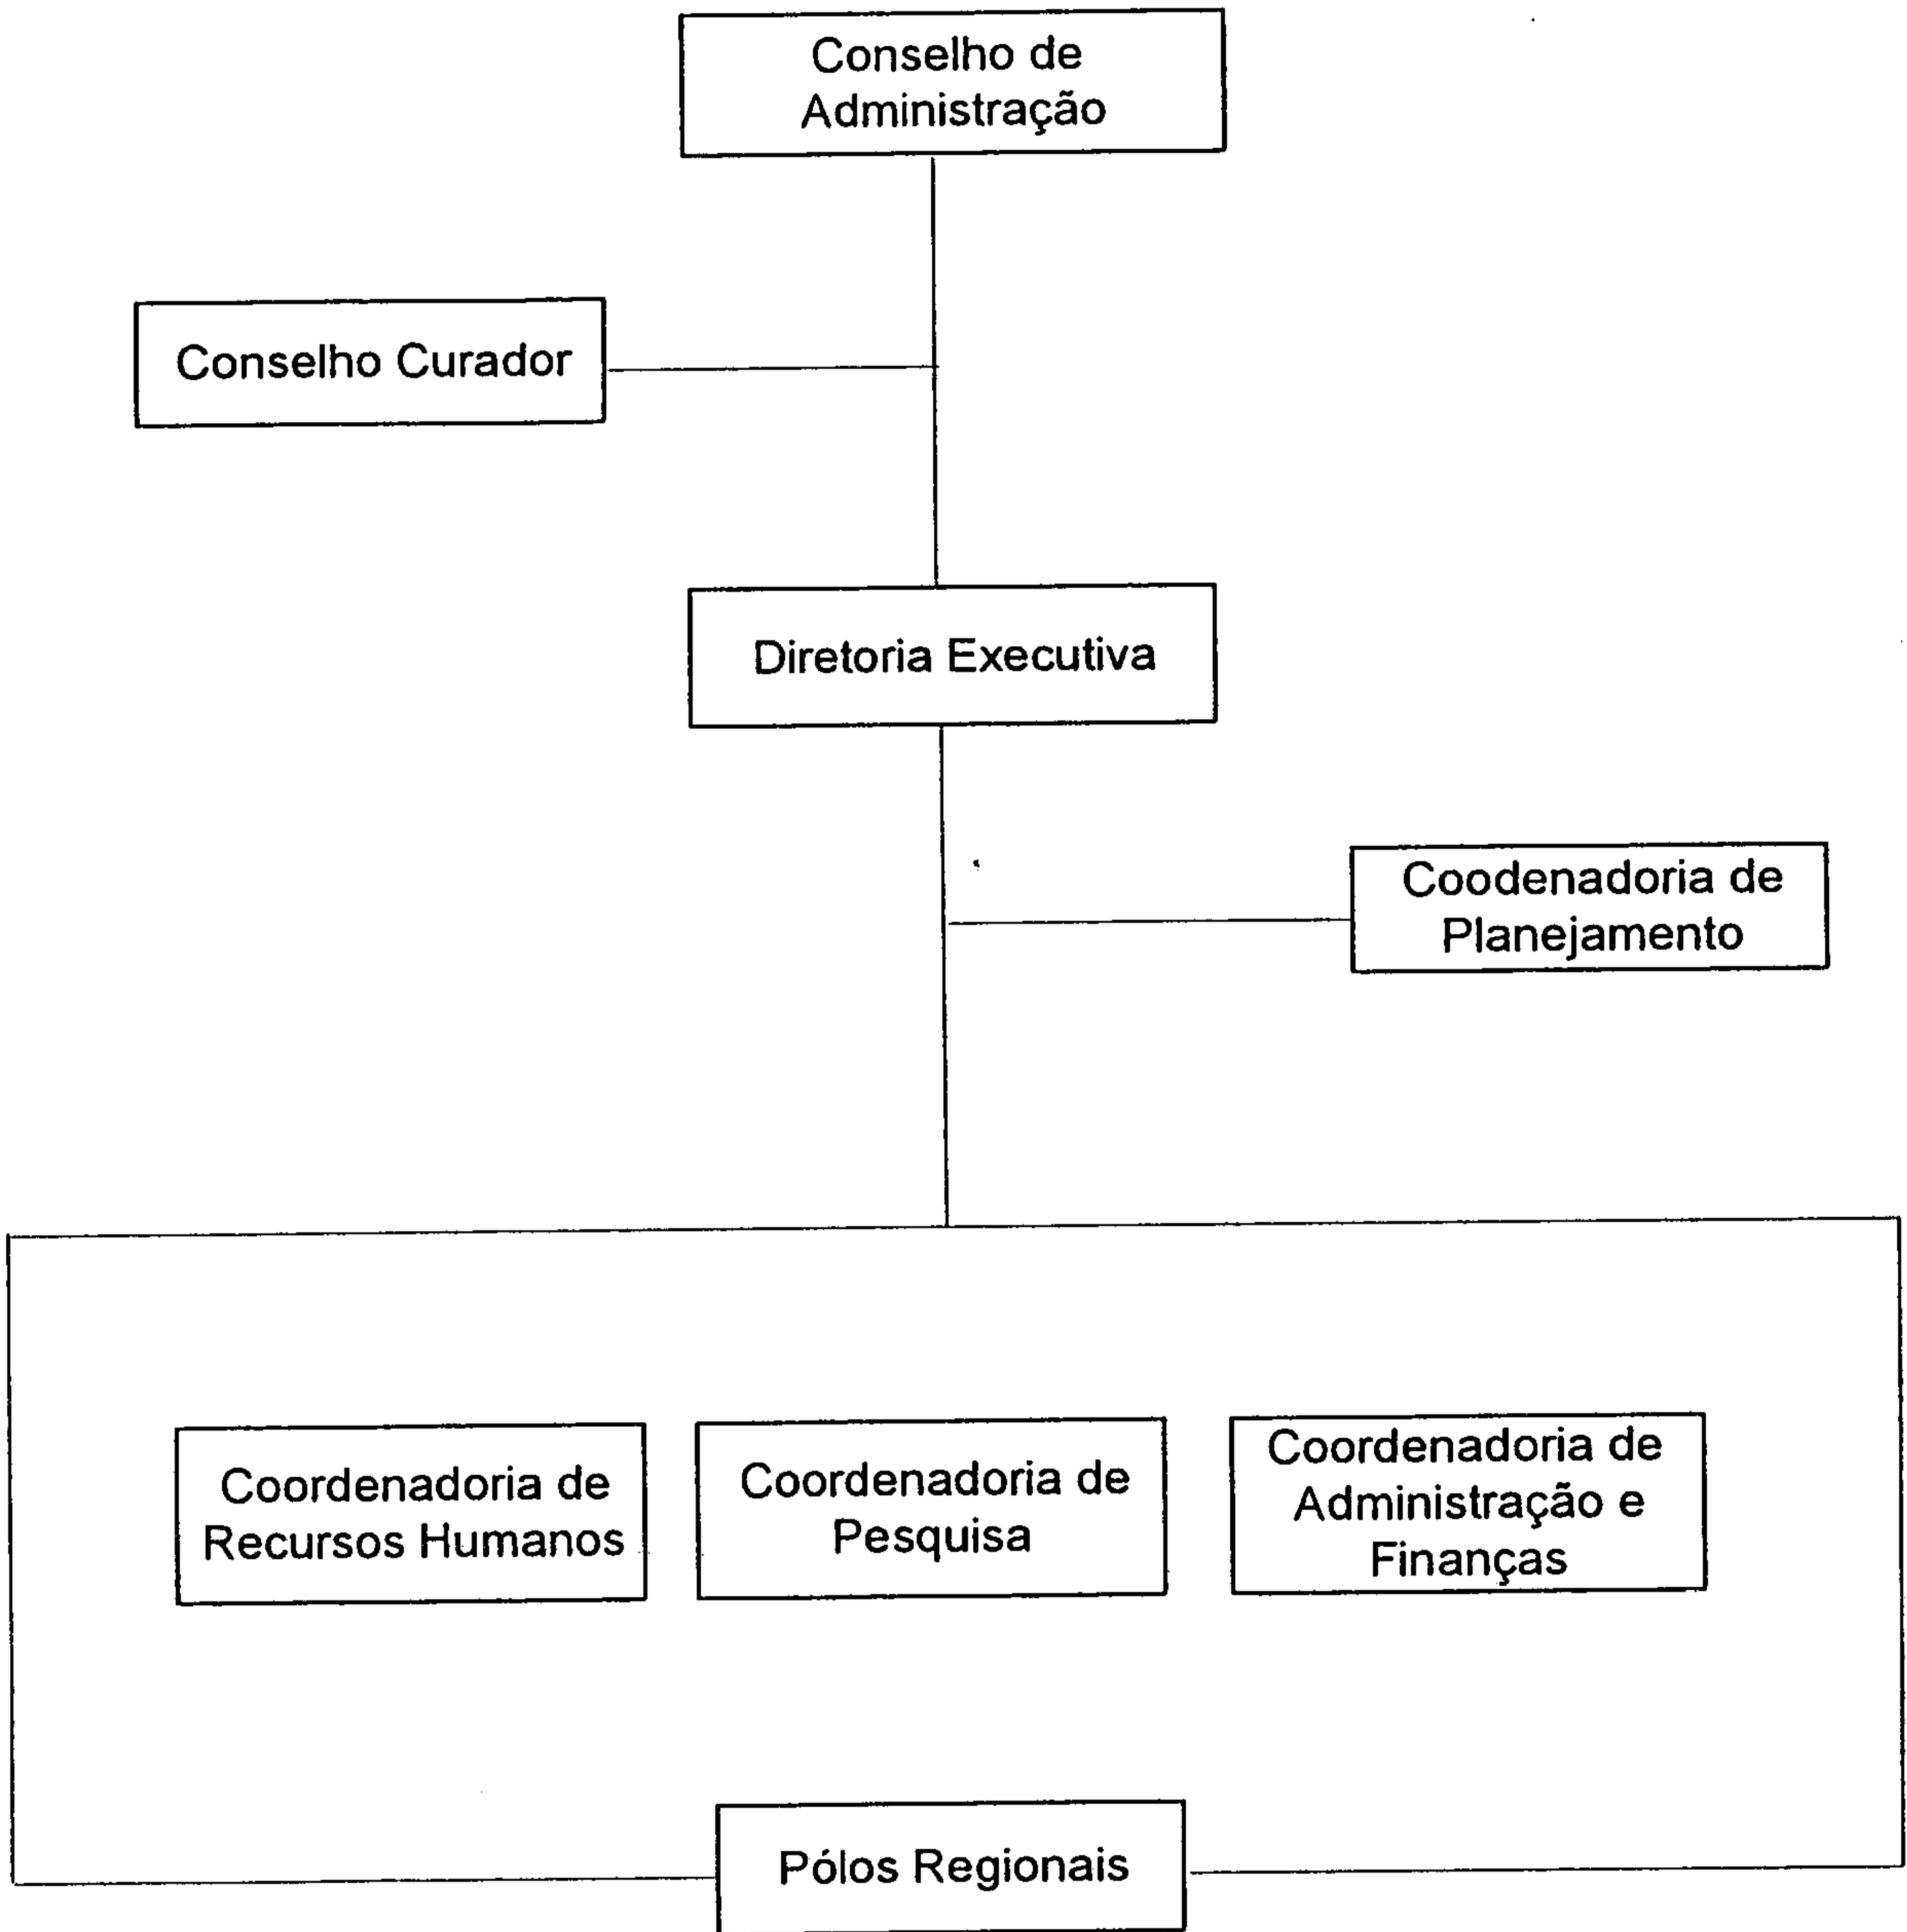 Conselho de
Administração
Conselho Curador
Diretoria Executiva
Coodenadoria de
Planejamento
Coordenadoria de
Recursos Humanos
Coordenadoria de
Pesquisa
Coordenadoria de
Administração e
Finanças
Pólos Regionais